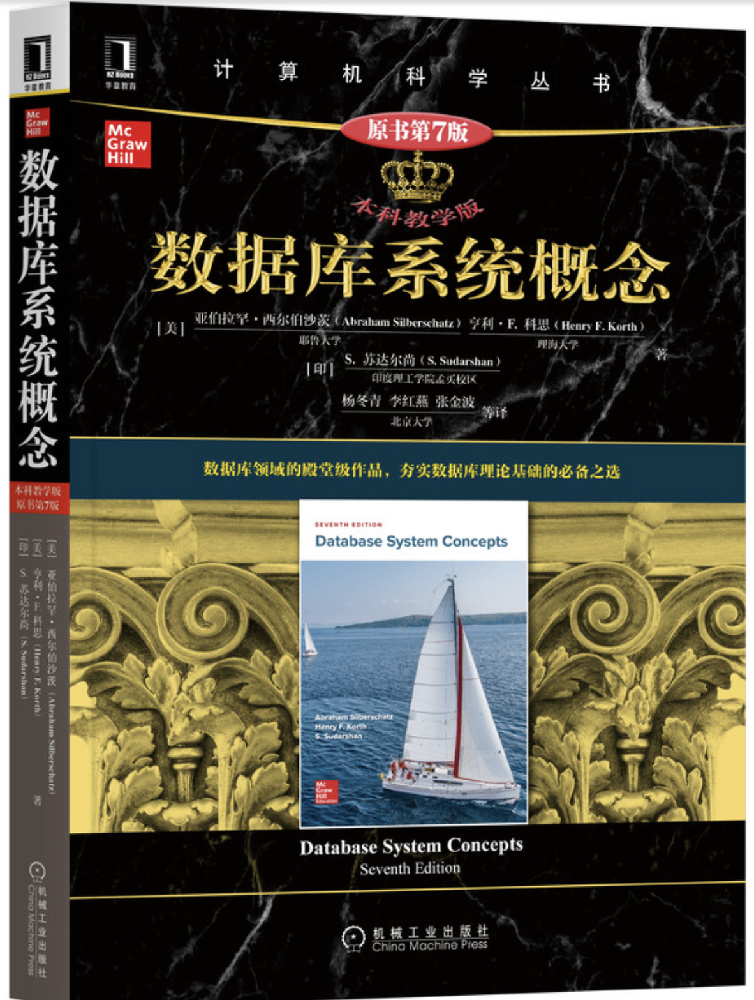 HZ BOOKS
华章教育
Mc
Graw
Hill
数据库系统概念
本科教学版
原书第7版
[美] 亚伯拉罕·西尔伯沙茨（Abraham Silberschatz）
[美] 亨利·F. 科思（Henry F. Korth）
[印] S. 苏达尔尚（S. Sudarshan）
著
机械工业出版社
China Machine Press
HZ BOOKS
华章教育
计算机科学丛书
Mc
Graw
Hill
原书第7版
本科教学版
数据库系统概念
[美] 亚伯拉罕·西尔伯沙茨（Abraham Silberschatz） 亨利·F. 科思（Henry F. Korth）
耶鲁大学 理海大学
著
[印] S. 苏达尔尚（S. Sudarshan）
印度理工学院孟买校区
杨冬青 李红燕 张金波 等译
北京大学
数据库领域的殿堂级作品，夯实数据库理论基础的必备之选
SEVENTH EDITION
Database System Concepts
Abraham Silberschatz
Henry F. Korth
S. Sudarshan
Mc
Graw
Hill
Education
Database System Concepts
Seventh Edition
机械工业出版社
China Machine Press